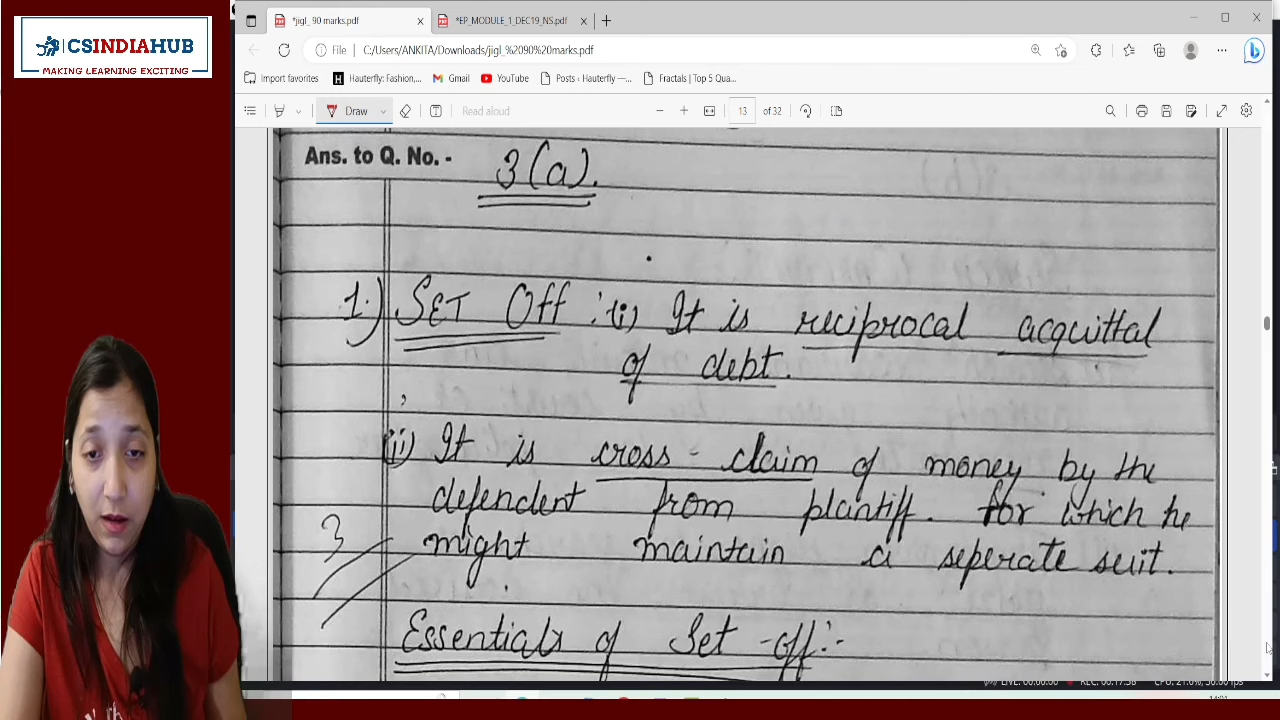 CSINDIAHUB
MAKING LEARNING EXCITING
*jigl_ 90 marks.pdf
*EP_MODULE_1_DEC19_NS.pdf
File
C:/Users/ANKITA/Downloads/jigl_%2090%20marks.pdf
Import favorites
Hauterfly: Fashion,...
Gmail
YouTube
Posts ‹ Hauterfly —...
Fractals | Top 5 Qua...
Draw
Read aloud
13 of 32
Ans. to Q. No. - 3(a).
1.) SET Off : (i) It is reciprocal acquittal
of debt.
(ii) It is cross - claim of money by the
defendent from plantiff. for which he
3
might maintain a seperate suit.
Essentials of Set -off:-